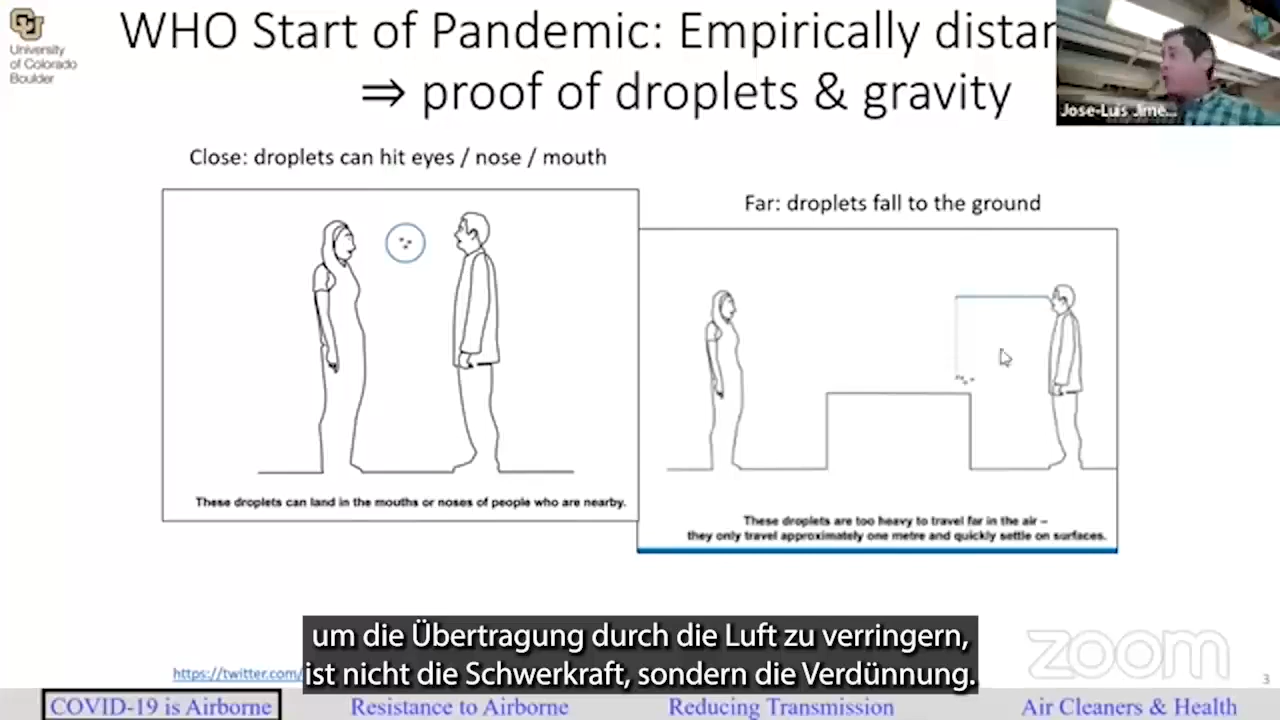 University
of Colorado
Boulder
WHO Start of Pandemic: Empirically distan
⇒ proof of droplets & gravity
Jose-Luis Jime...
Close: droplets can hit eyes / nose / mouth
Far: droplets fall to the ground
These droplets can land in the mouths or noses of people who are nearby.
These droplets are too heavy to travel far in the air –
they only travel approximately one metre and quickly settle on surfaces.
um die Übertragung durch die Luft zu verringern,
ist nicht die Schwerkraft, sondern die Verdünnung.
https://twitter.com/
zoom
3
COVID-19 is Airborne
Resistance to Airborne
Reducing Transmission
Air Cleaners & Health